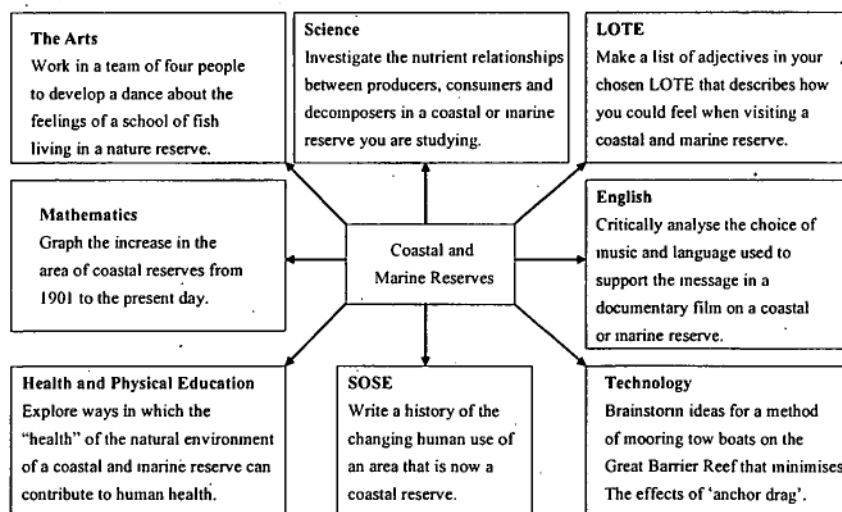 The Arts
Work in a team of four people
to develop a dance about the
feelings of a school of fish
living in a nature reserve.
Science
Investigate the nutrient relationships
between producers, consumers and
decomposers in a coastal or marine
reserve you are studying.
LOTE
Make a list of adjectives in your
chosen LOTE that describes how
you could feel when visiting a
coastal and marine reserve.
Mathematics
Graph the increase in the
area of coastal reserves from
1901 to the present day.
Coastal and
Marine Reserves
English
Critically analyse the choice of
music and language used to
support the message in a
documentary film on a coastal
or marine reserve.
Health and Physical Education
Explore ways in which the
“health” of the natural environment
of a coastal and marine reserve can
contribute to human health.
SOSE
Write a history of the
changing human use of
an area that is now a
coastal reserve.
Technology
Brainstorm ideas for a method
of mooring tow boats on the
Great Barrier Reef that minimises
The effects of ‘anchor drag’.